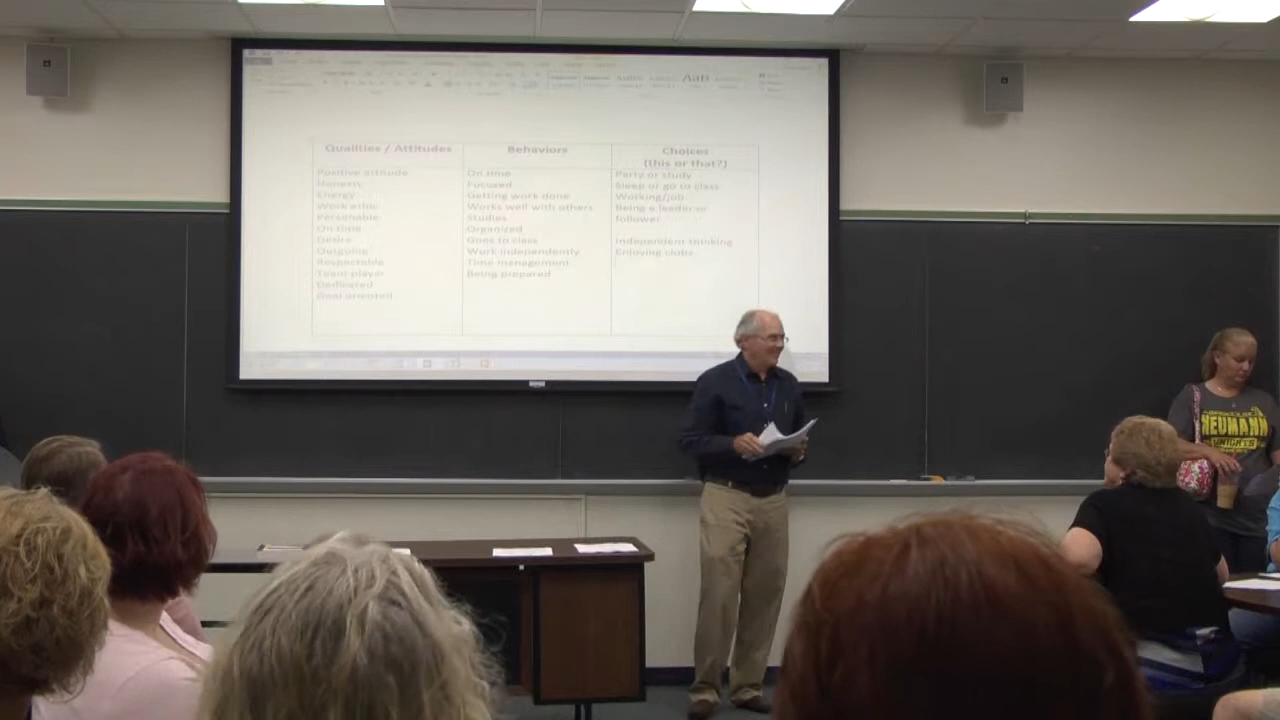 Qualities / Attitudes
Positive attitude
Honesty
Energy
Work ethic
Personable
On time
Desire
Outgoing
Respectable
Team player
Dedicated
Goal oriented
Behaviors
On time
Focused
Getting work done
Works well with others
Studies
Organized
Goes to class
Work independently
Time management
Being prepared
Choices
(this or that?)
Party or study
Sleep or go to class
Working/job
Being a leader or
follower
Independent thinking
Enjoying clubs
NEUMANN
KNIGHTS